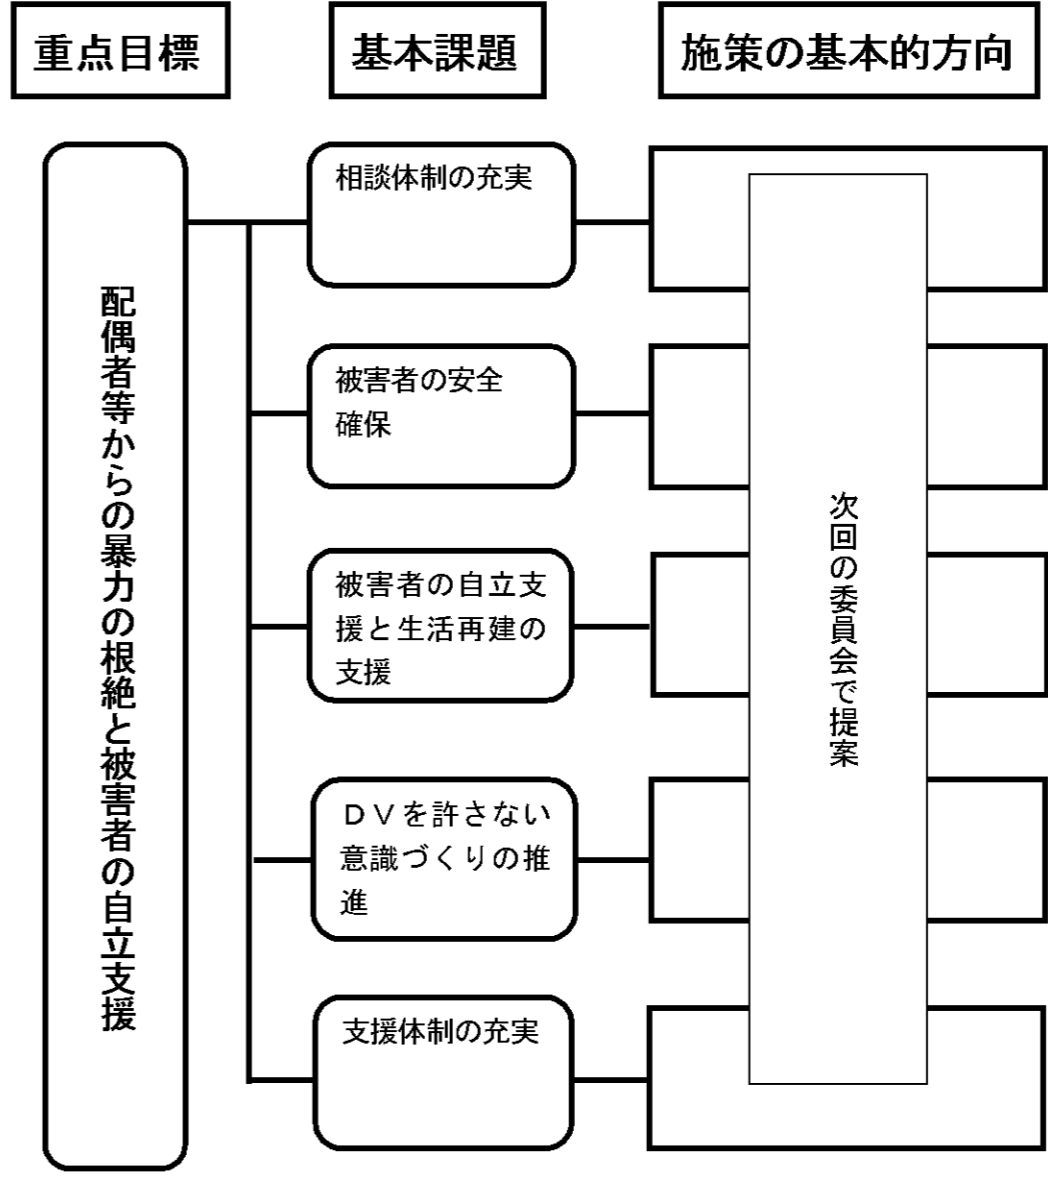 重点目標
基本課題
施策の基本的方向
配偶者等からの暴力の根絶と被害者の自立支援
相談体制の充実
被害者の安全
確保
被害者の自立支
援と生活再建の
支援
ＤＶを許さない
意識づくりの推
進
支援体制の充実
次回の委員会で提案